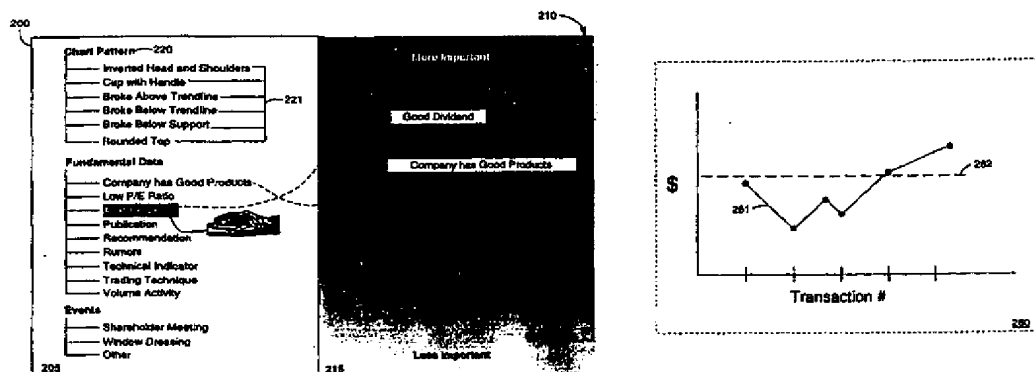 200
210
Chart Pattern 220
Inverted Head and Shoulders
Cup with Handle
Broke Above Trendline
Broke Below Trendline
Broke Below Support
Rounded Top
221
Fundamental Data
Company has Good Products
Low P/E Ratio
Publication
Recommendation
Rumors
Technical Indicator
Trading Technique
Volume Activity
Events
Shareholder Meeting
Window Dressing
Other
205
More Important
Good Dividend
Company has Good Products
Less Important
215
$
281
282
Transaction #